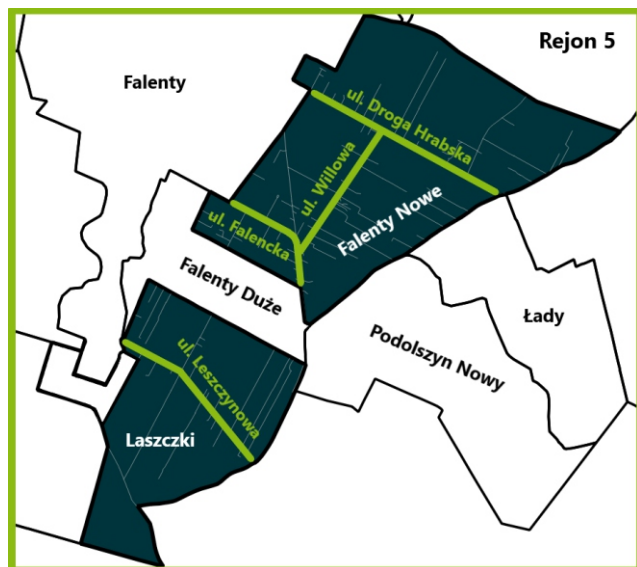 Rejon 5
Falenty
ul. Droga Hrabska
ul. Willowa
Falenty Nowe
ul. Falencka
Falenty Duże
Łady
Podolszyn Nowy
ul. Leszczynowa
Laszczki